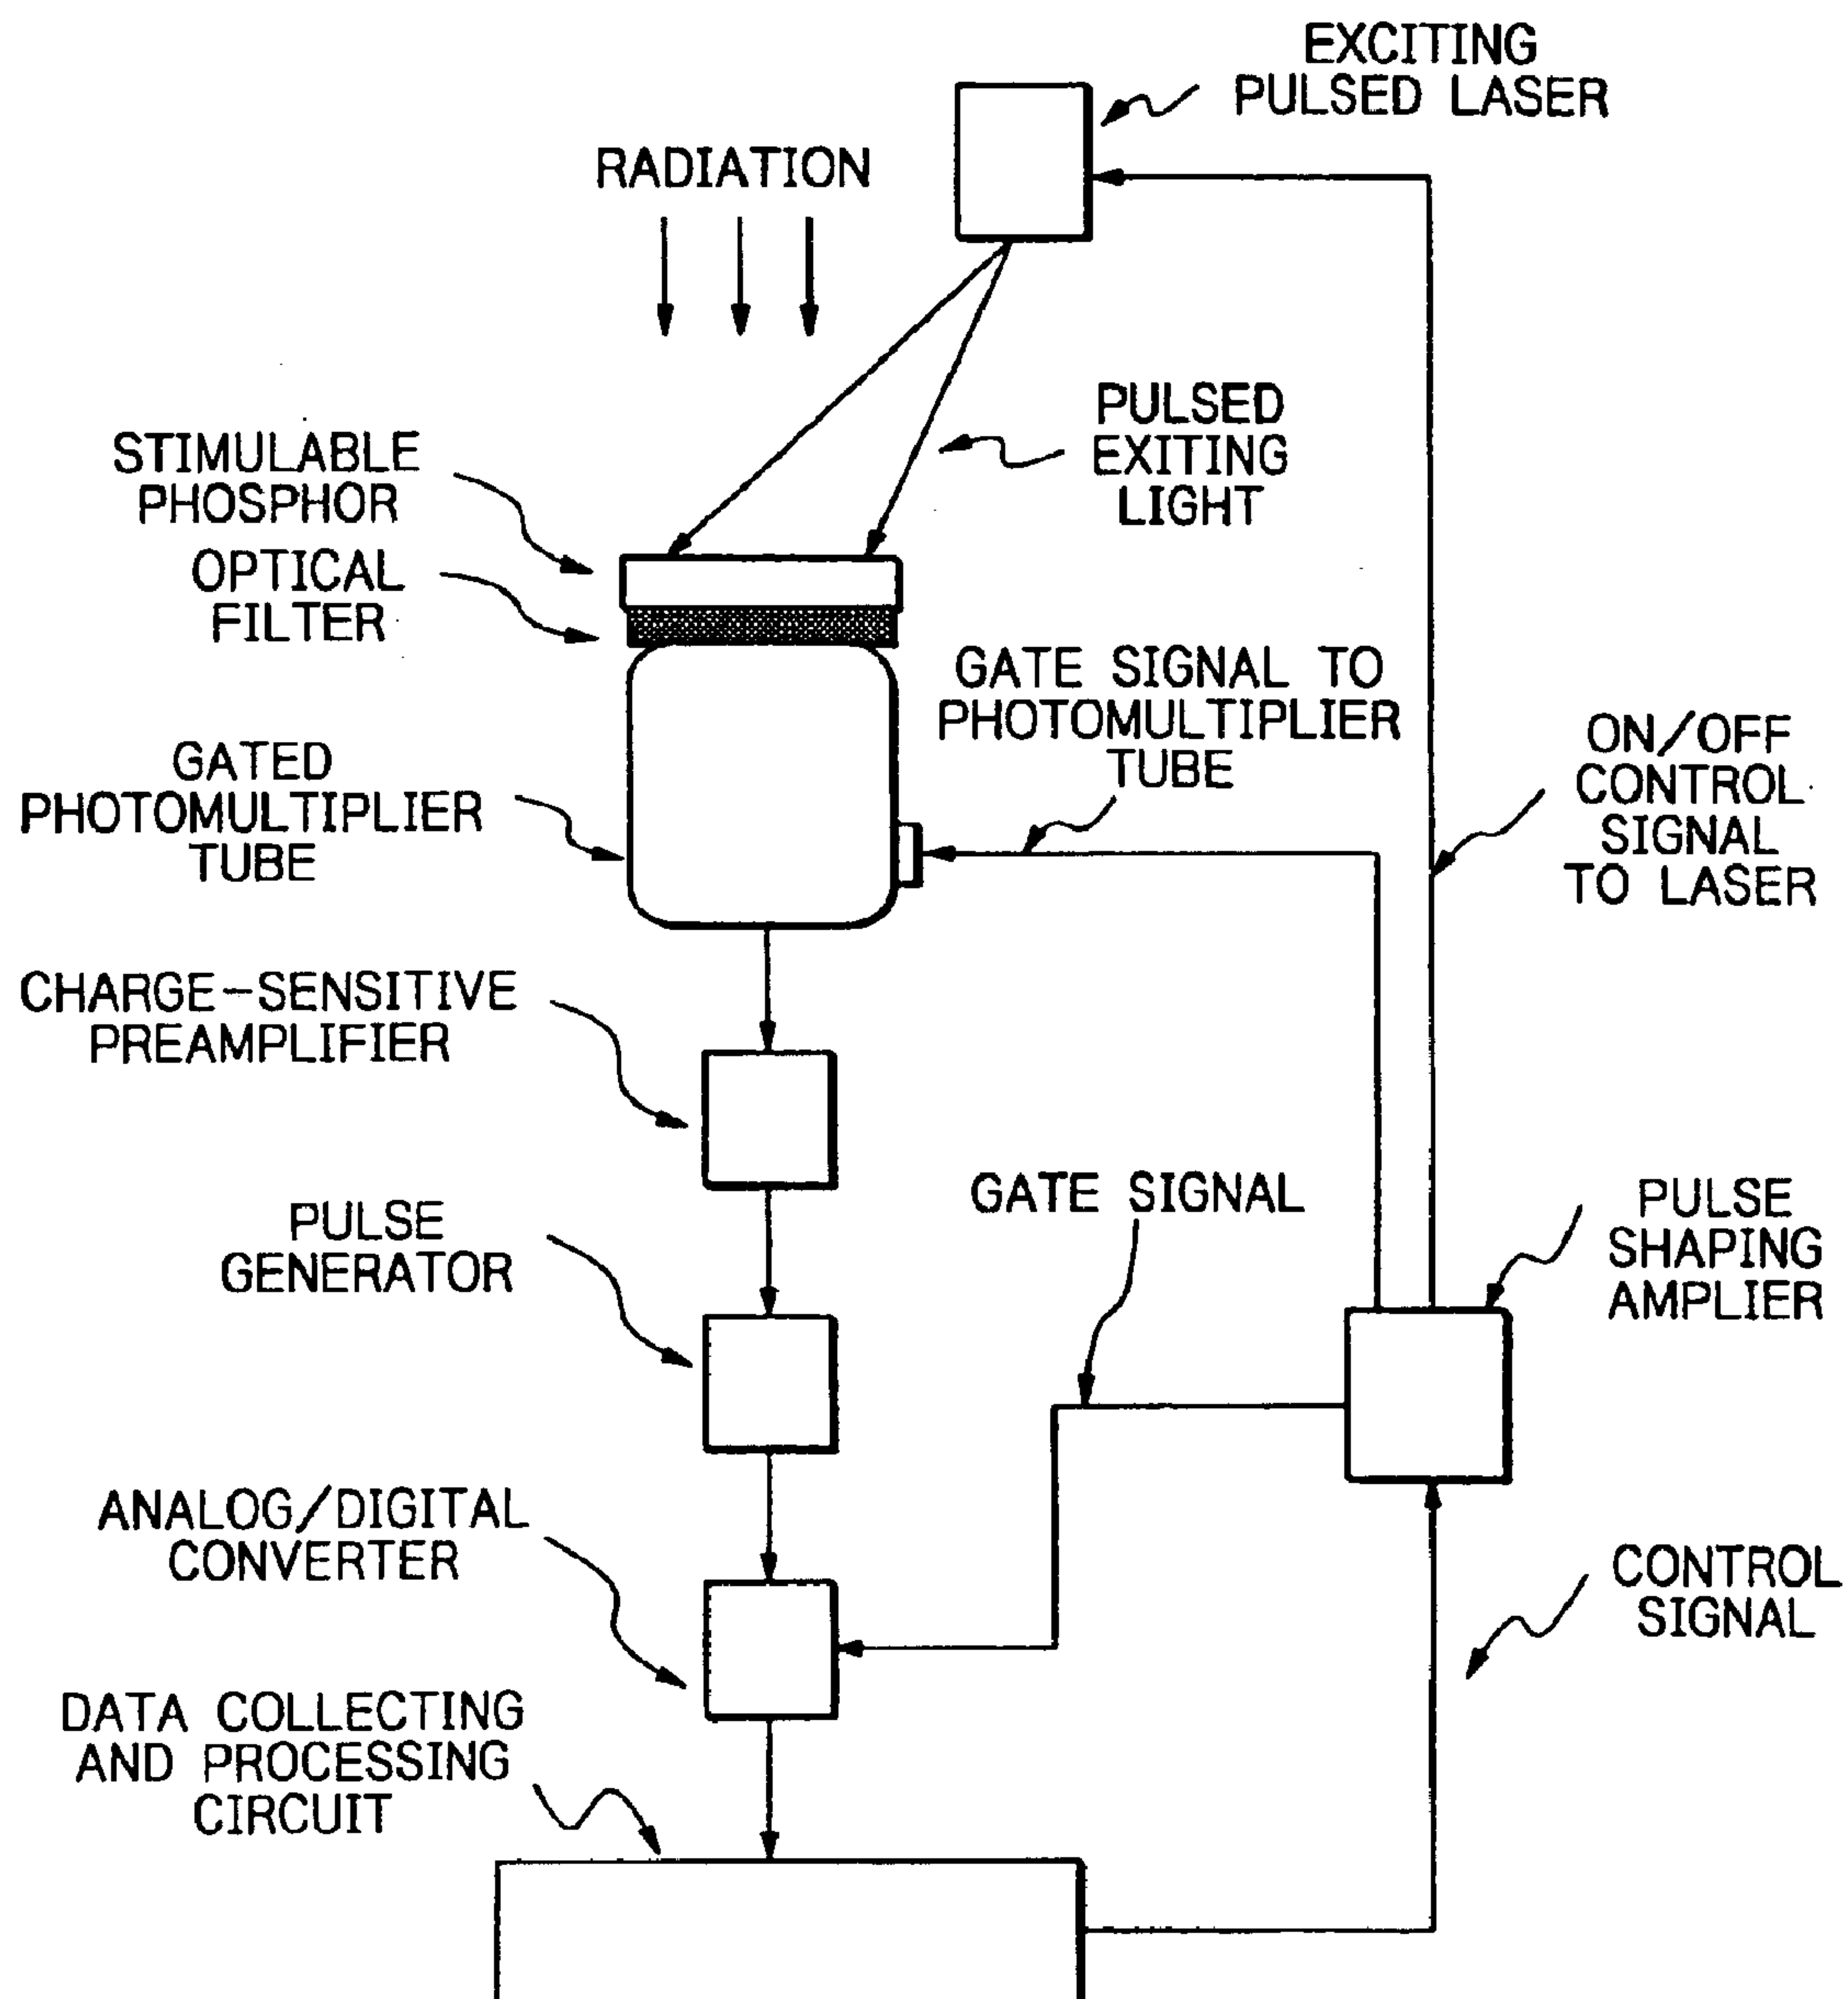 EXCITING
PULSED LASER
RADIATION
PULSED
EXITING
LIGHT
STIMULABLE
PHOSPHOR
OPTICAL
FILTER
GATE SIGNAL TO
PHOTOMULTIPLIER
TUBE
ON/OFF
CONTROL
SIGNAL
TO LASER
GATED
PHOTOMULTIPLIER
TUBE
CHARGE-SENSITIVE
PREAMPLIFIER
GATE SIGNAL
PULSE
SHAPING
AMPLIER
PULSE
GENERATOR
ANALOG/DIGITAL
CONVERTER
CONTROL
SIGNAL
DATA COLLECTING
AND PROCESSING
CIRCUIT